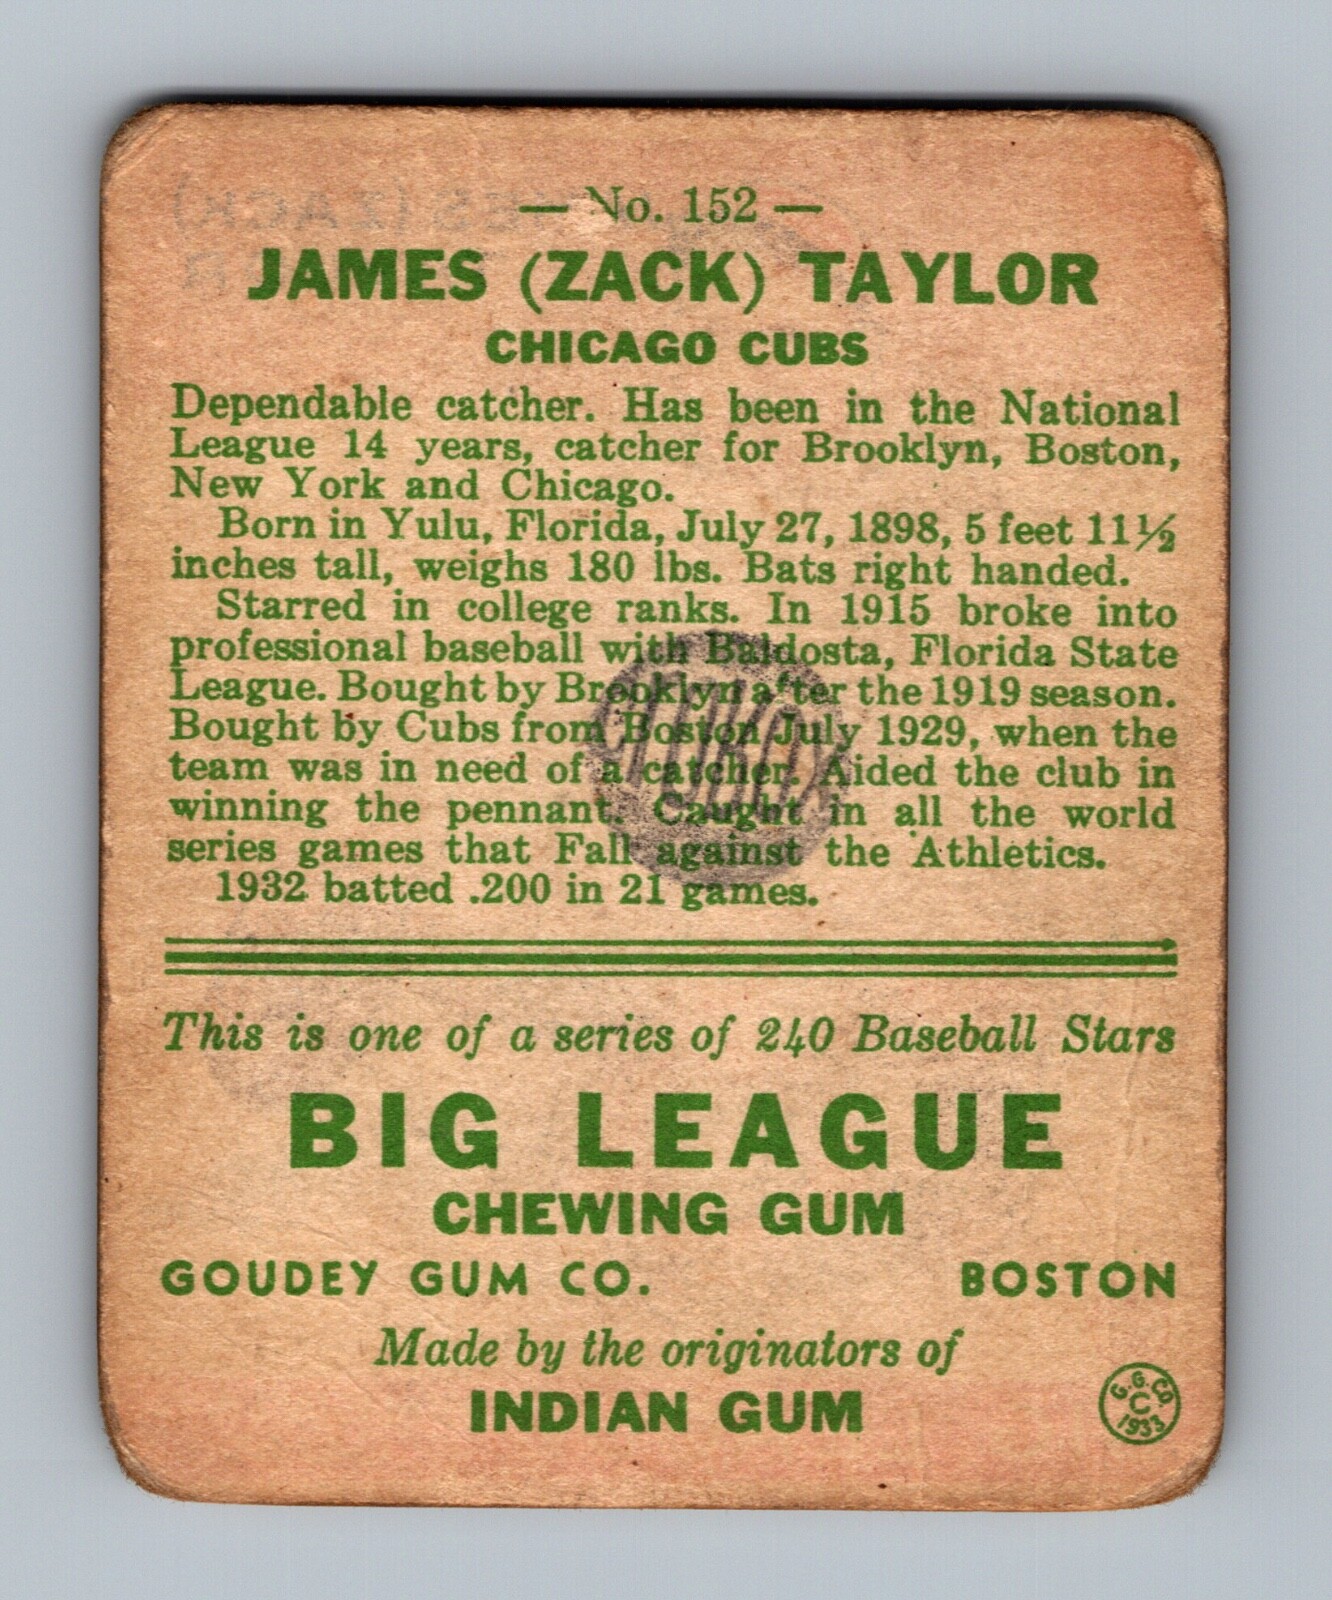 — No. 152 —
JAMES (ZACK) TAYLOR
CHICAGO CUBS
Dependable catcher. Has been in the National
League 14 years, catcher for Brooklyn, Boston,
New York and Chicago.
Born in Yulu, Florida, July 27, 1898, 5 feet 11½
inches tall, weighs 180 lbs. Bats right handed.
Starred in college ranks. In 1915 broke into
professional baseball with Baldosta, Florida State
League. Bought by Brooklyn after the 1919 season.
Bought by Cubs from Boston July 1929, when the
team was in need of a catcher. Aided the club in
winning the pennant. Caught in all the world
series games that Fall against the Athletics.
1932 batted .200 in 21 games.
This is one of a series of 240 Baseball Stars
BIG LEAGUE
CHEWING GUM
GOUDEY GUM CO. BOSTON
Made by the originators of
INDIAN GUM
G. G. CO
C
1933